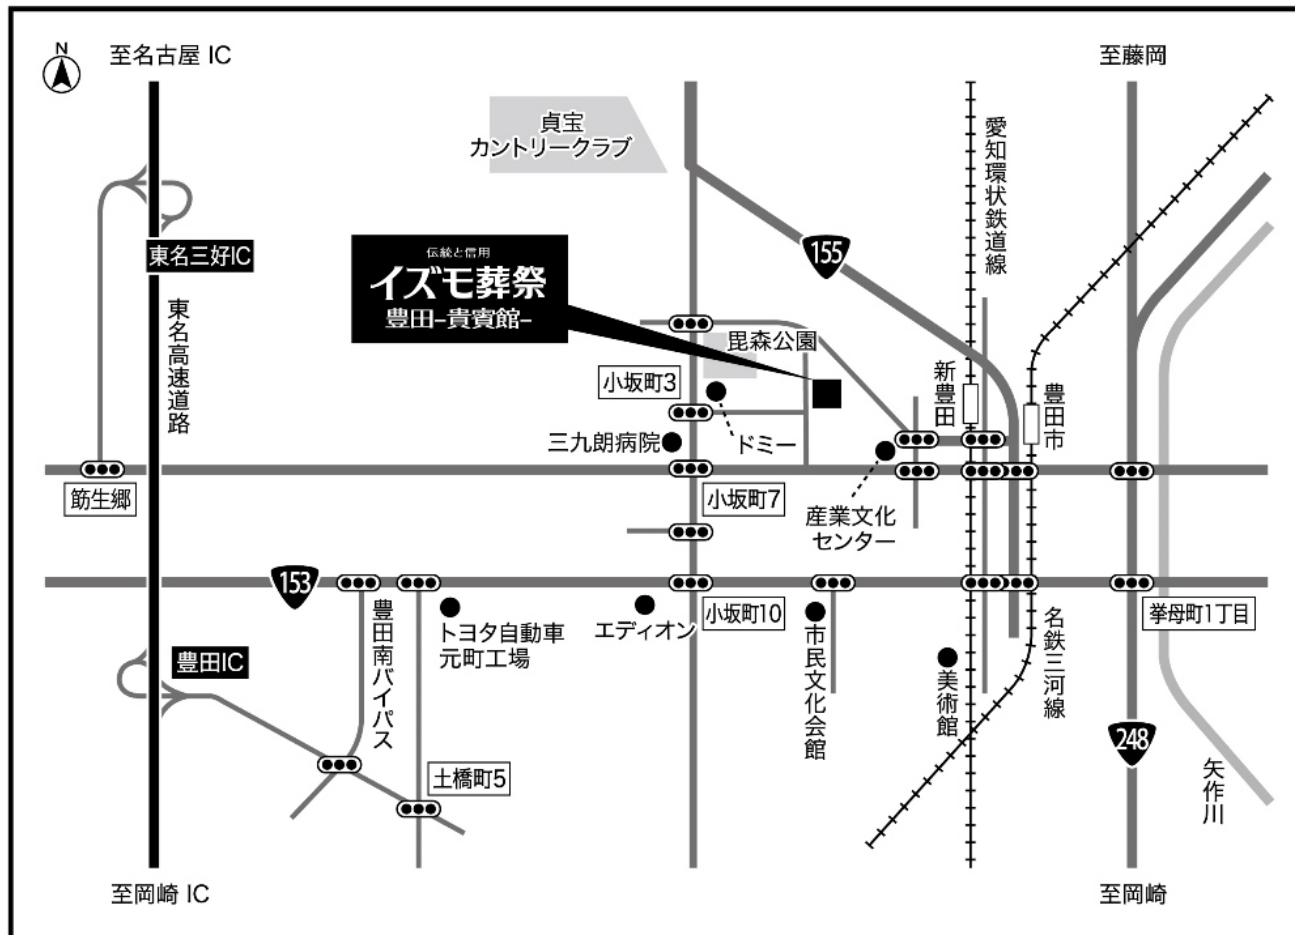 N
至名古屋 IC
至藤岡
貞宝
カントリークラブ
愛知環状鉄道線
155
東名三好IC
伝統と信用
イズモ葬祭
豊田-貴賓館-
東名高速道路
毘森公園
小坂町3
新豊田
豊田市
三九朗病院
ドミー
筋生郷
小坂町7
産業文化
センター
153
豊田南バイパス
トヨタ自動車
元町工場
エディオン
小坂町10
市民文化会館
美術館
名鉄三河線
挙母町1丁目
豊田IC
248
土橋町5
矢作川
至岡崎 IC
至岡崎